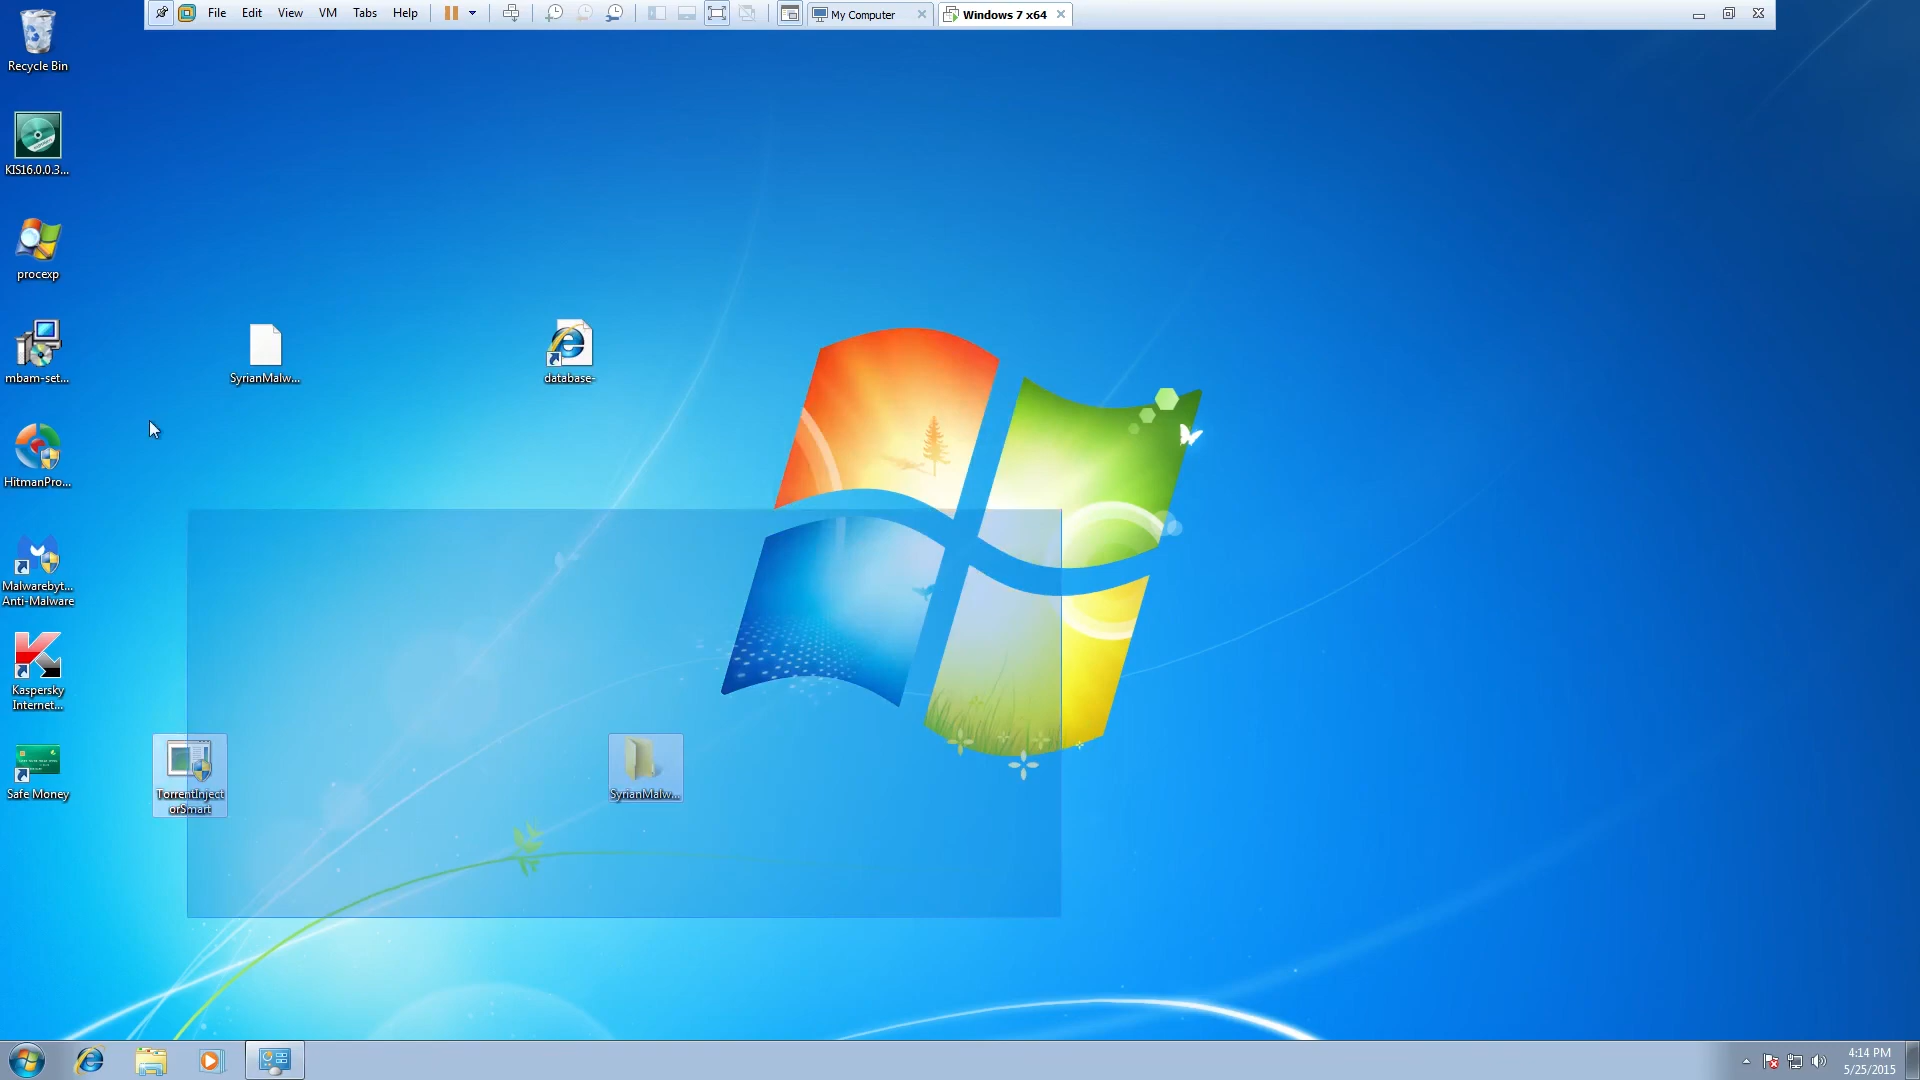 File Edit View VM Tabs Help My Computer Windows 7 x64
Recycle Bin
KIS16.0.0.3...
procexp
mbam-set...
SyrianMalw...
database-
HitmanPro...
Malwarebyt...
Anti-Malware
Kaspersky
Internet...
Safe Money
TorrentInject
orSmart
SyrianMalw...
4:14 PM
5/25/2015